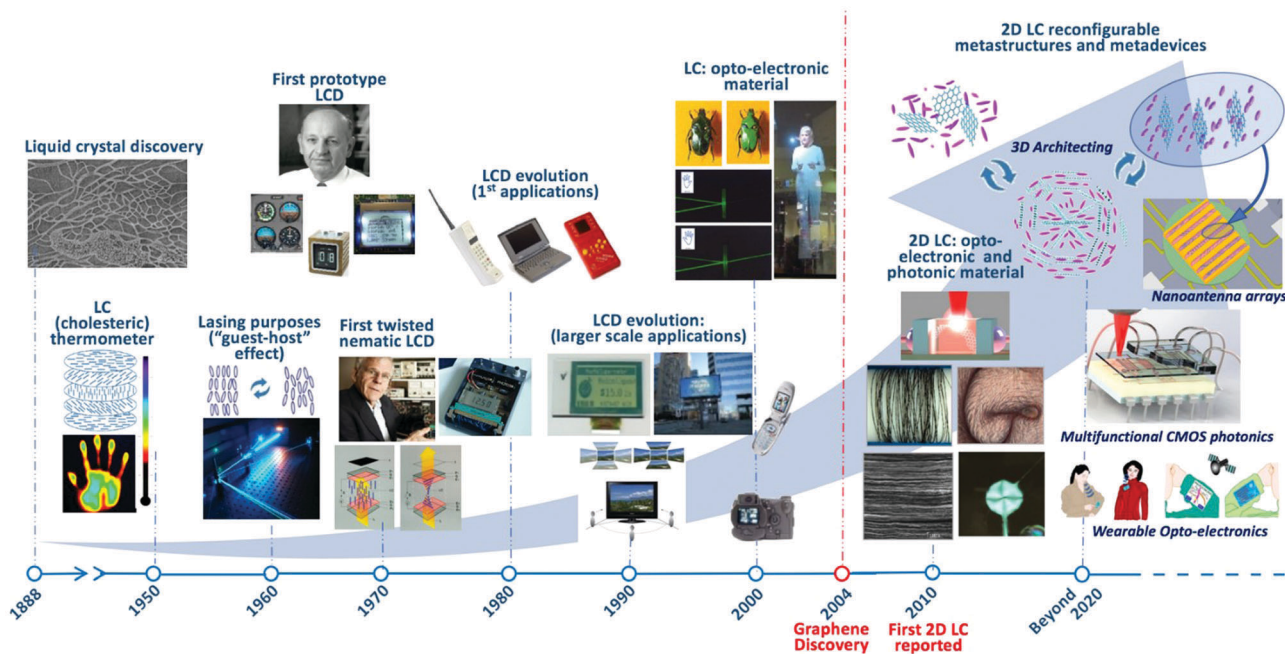 Liquid crystal discovery
First prototype
LCD
LCD evolution
(1st applications)
LC: opto-electronic
material
2D LC reconfigurable
metastructures and metadevices
3D Architecting
Nanoantenna arrays
LC
(cholesteric)
thermometer
Lasing purposes
("guest-host"
effect)
First twisted
nematic LCD
LCD evolution:
(larger scale applications)
2D LC: opto-
electronic and
photonic material
Multifunctional CMOS photonics
Wearable Opto-electronics
1888
1950
1960
1970
1980
1990
2000
2004
2010
Beyond
2020
Graphene
Discovery
First 2D LC
reported